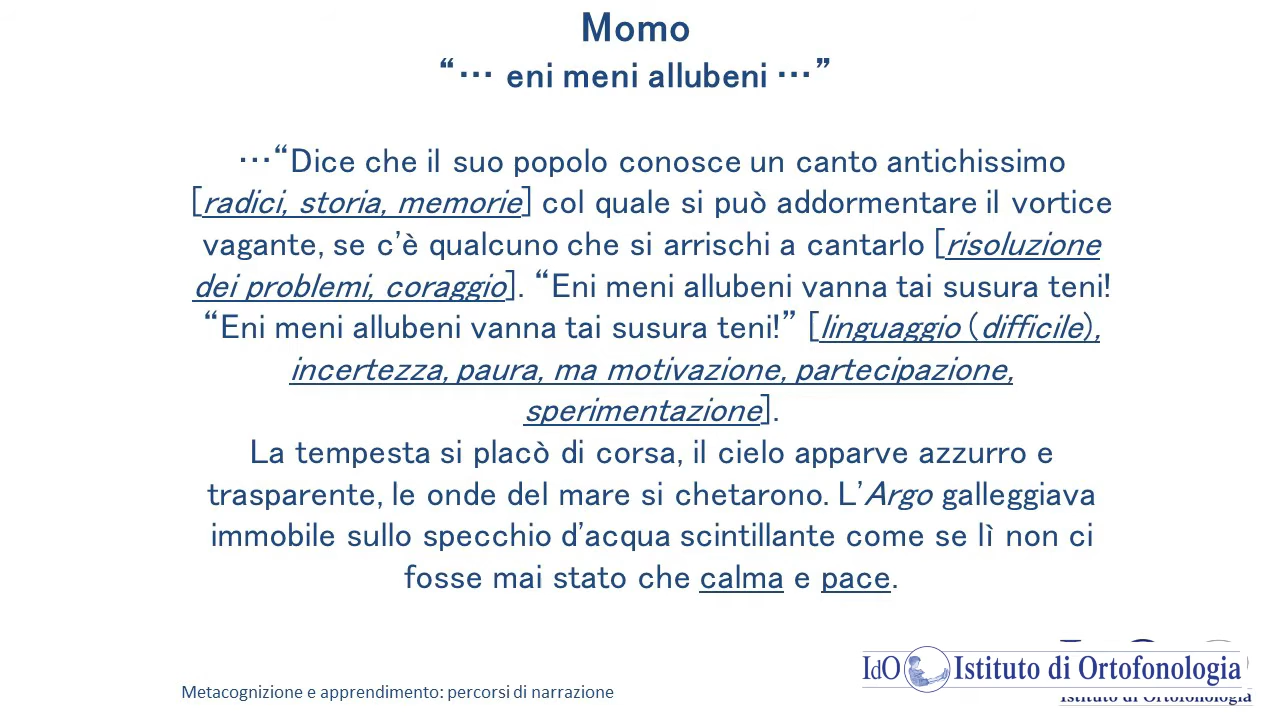 Momo
“… eni meni allubeni …”
…“Dice che il suo popolo conosce un canto antichissimo
[radici, storia, memorie] col quale si può addormentare il vortice
vagante, se c’è qualcuno che si arrischi a cantarlo [risoluzione
dei problemi, coraggio]. “Eni meni allubeni vanna tai susura teni!
“Eni meni allubeni vanna tai susura teni!” [linguaggio (difficile),
incertezza, paura, ma motivazione, partecipazione,
sperimentazione].
La tempesta si placò di corsa, il cielo apparve azzurro e
trasparente, le onde del mare si chetarono. L’Argo galleggiava
immobile sullo specchio d’acqua scintillante come se lì non ci
fosse mai stato che calma e pace.
IdO Istituto di Ortofonologia
Istituto di Ortofonologia
Metacognizione e apprendimento: percorsi di narrazione